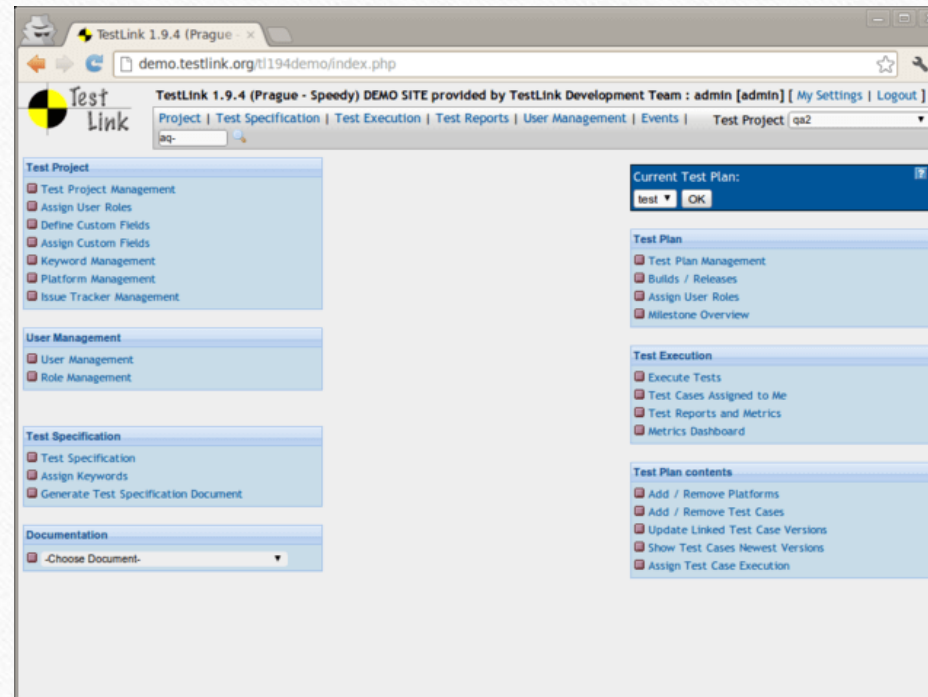 TestLink 1.9.4 (Prague -
demo.testlink.org/tl194demo/index.php
Test Link
TestLink 1.9.4 (Prague - Speedy) DEMO SITE provided by TestLink Development Team : admin [admin] [ My Settings | Logout ]
Project | Test Specification | Test Execution | Test Reports | User Management | Events | Test Project qa2
aq-
Test Project
Test Project Management
Assign User Roles
Define Custom Fields
Assign Custom Fields
Keyword Management
Platform Management
Issue Tracker Management
User Management
User Management
Role Management
Test Specification
Test Specification
Assign Keywords
Generate Test Specification Document
Documentation
-Choose Document-
Current Test Plan: ?
test OK
Test Plan
Test Plan Management
Builds / Releases
Assign User Roles
Milestone Overview
Test Execution
Execute Tests
Test Cases Assigned to Me
Test Reports and Metrics
Metrics Dashboard
Test Plan contents
Add / Remove Platforms
Add / Remove Test Cases
Update Linked Test Case Versions
Show Test Cases Newest Versions
Assign Test Case Execution